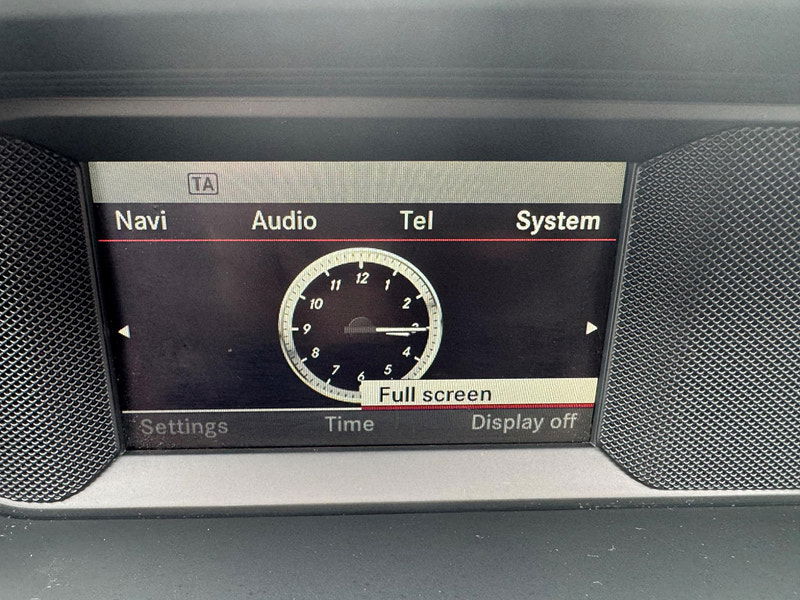 TA
Navi Audio Tel System
12
11 1
10 2
9 3
8 4
7 6 5
Full screen
Settings Time Display off